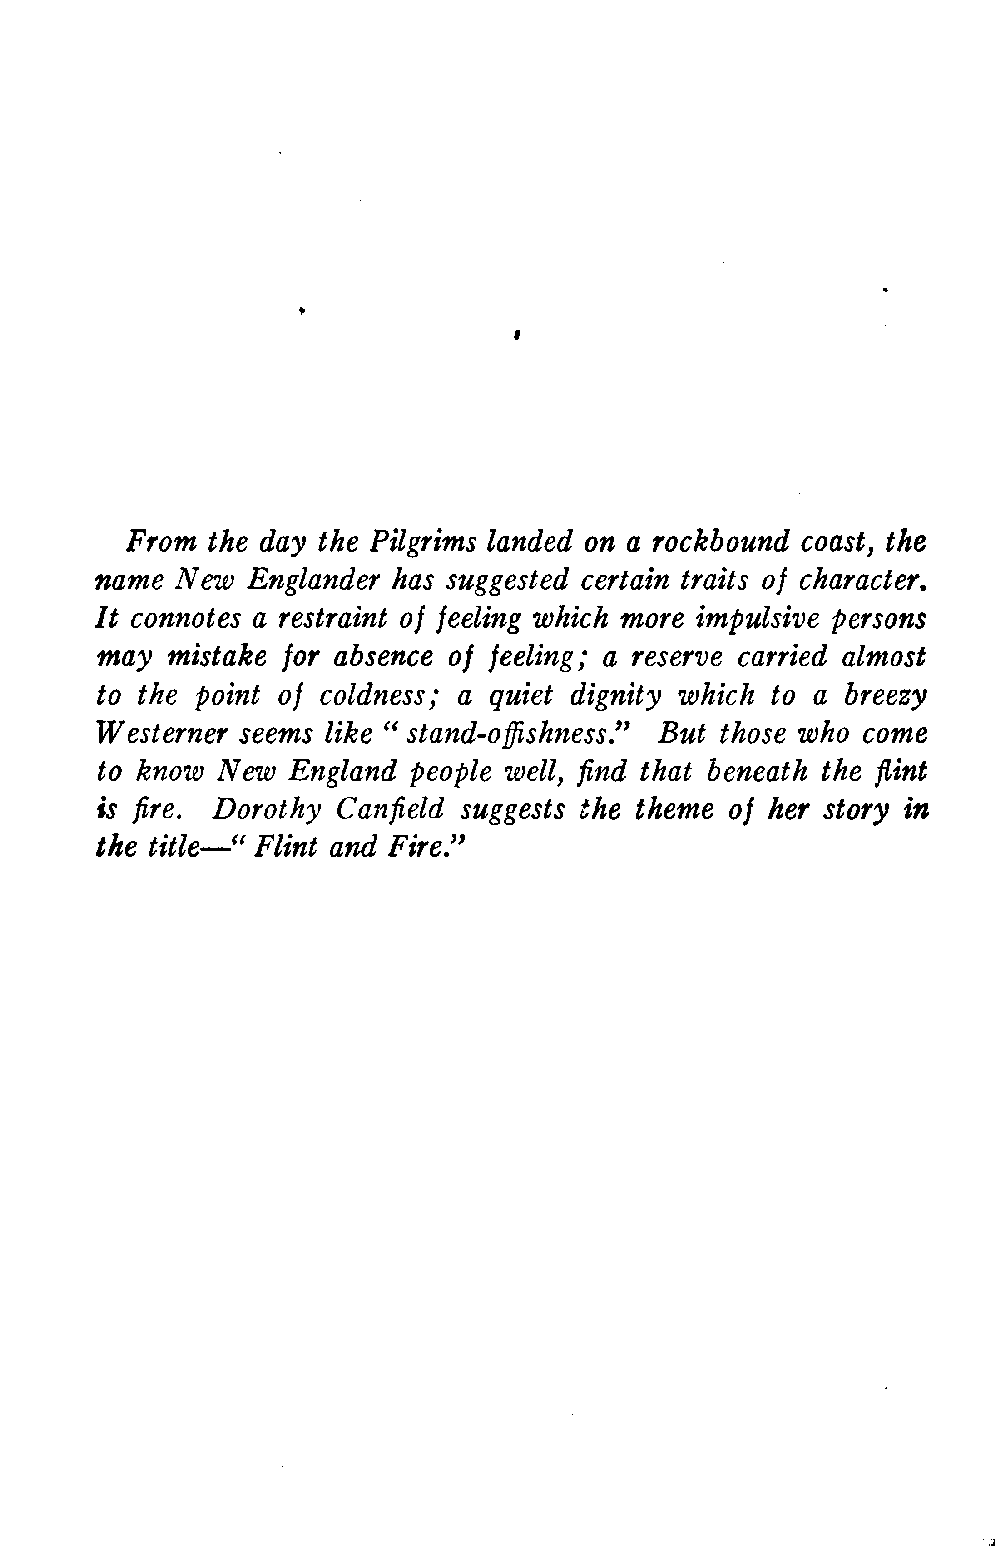 From the day the Pilgrims landed on a rockbound coast, the
name New Englander has suggested certain traits of character.
It connotes a restraint of feeling which more impulsive persons
may mistake for absence of feeling; a reserve carried almost
to the point of coldness; a quiet dignity which to a breezy
Westerner seems like “ stand-offishness.” But those who come
to know New England people well, find that beneath the flint
is fire. Dorothy Canfield suggests the theme of her story in
the title—“ Flint and Fire.”